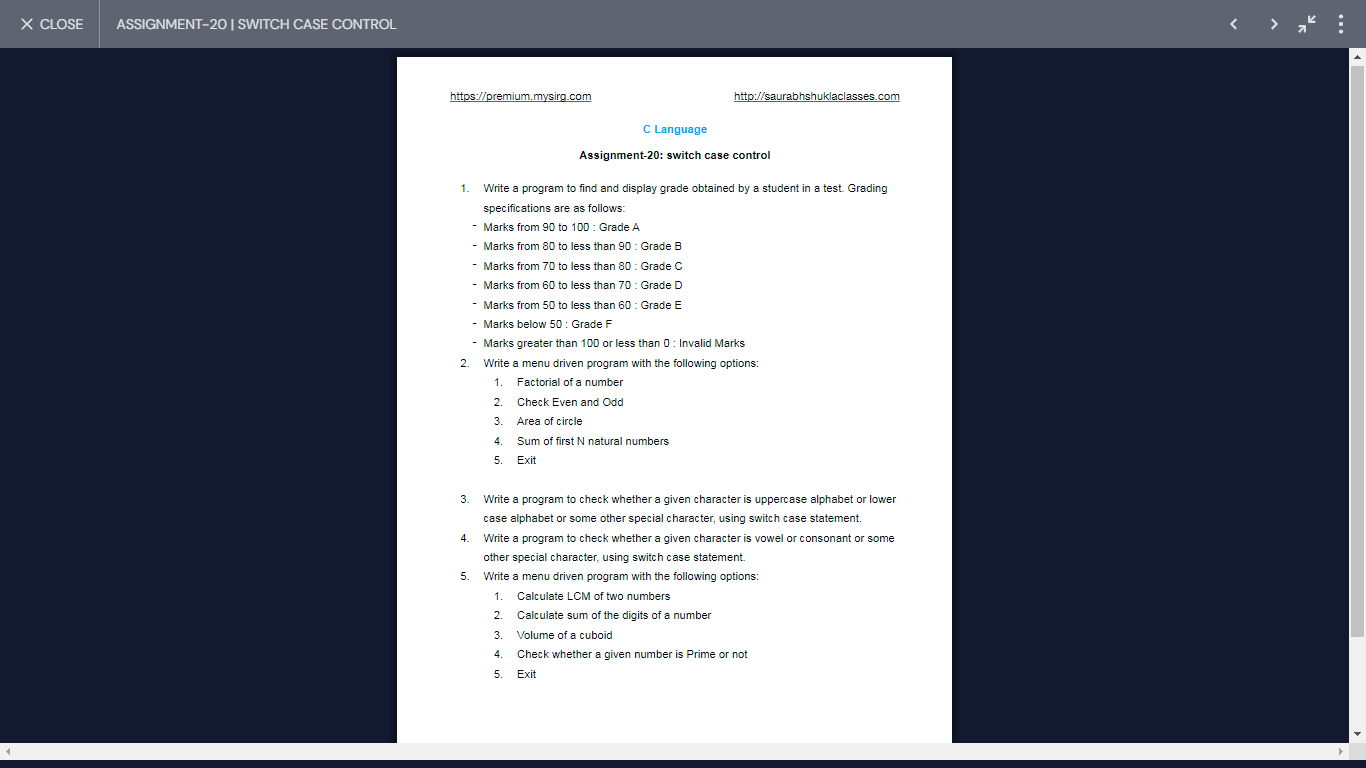 CLOSE ASSIGNMENT-20 | SWITCH CASE CONTROL
https://premium.mysirg.com http://saurabhshuklaclasses.com
C Language
Assignment-20: switch case control
1. Write a program to find and display grade obtained by a student in a test. Grading
specifications are as follows:
- Marks from 90 to 100 : Grade A
- Marks from 80 to less than 90 : Grade B
- Marks from 70 to less than 80 : Grade C
- Marks from 60 to less than 70 : Grade D
- Marks from 50 to less than 60 : Grade E
- Marks below 50 : Grade F
- Marks greater than 100 or less than 0 : Invalid Marks
2. Write a menu driven program with the following options:
1. Factorial of a number
2. Check Even and Odd
3. Area of circle
4. Sum of first N natural numbers
5. Exit
3. Write a program to check whether a given character is uppercase alphabet or lower
case alphabet or some other special character, using switch case statement.
4. Write a program to check whether a given character is vowel or consonant or some
other special character, using switch case statement.
5. Write a menu driven program with the following options:
1. Calculate LCM of two numbers
2. Calculate sum of the digits of a number
3. Volume of a cuboid
4. Check whether a given number is Prime or not
5. Exit